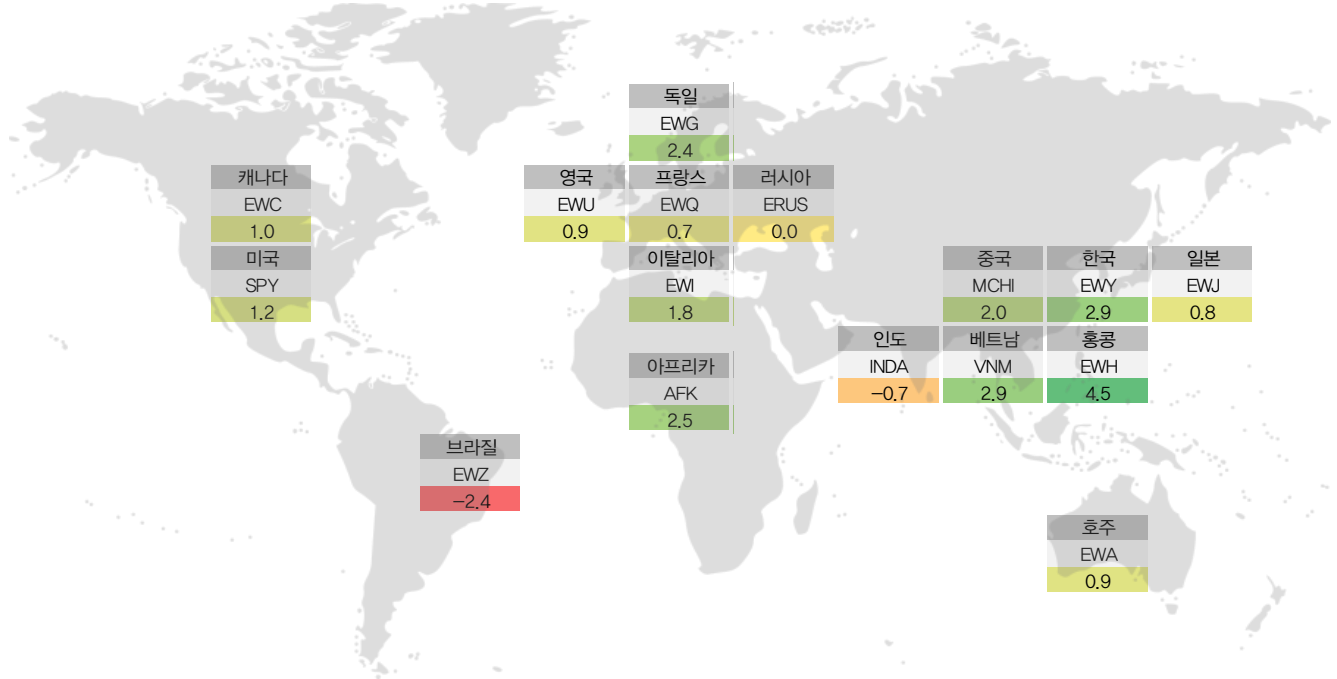 독일
EWG
2.4
캐나다
EWC
1.0
영국
EWU
0.9
프랑스
EWQ
0.7
러시아
ERUS
0.0
미국
SPY
1.2
이탈리아
EWI
1.8
중국
MCHI
2.0
한국
EWY
2.9
일본
EWJ
0.8
인도
INDA
-0.7
베트남
VNM
2.9
홍콩
EWH
4.5
아프리카
AFK
2.5
브라질
EWZ
-2.4
호주
EWA
0.9